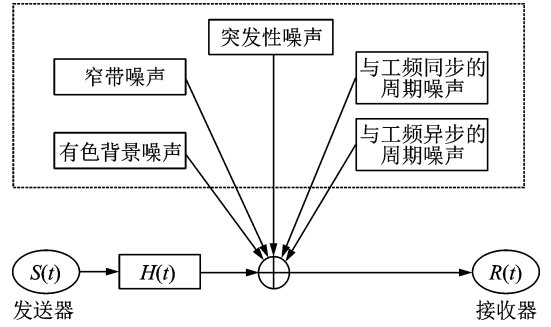 突发性噪声
窄带噪声
与工频同步的
周期噪声
有色背景噪声
与工频异步的
周期噪声
S(t)
H(t)
R(t)
发送器
接收器